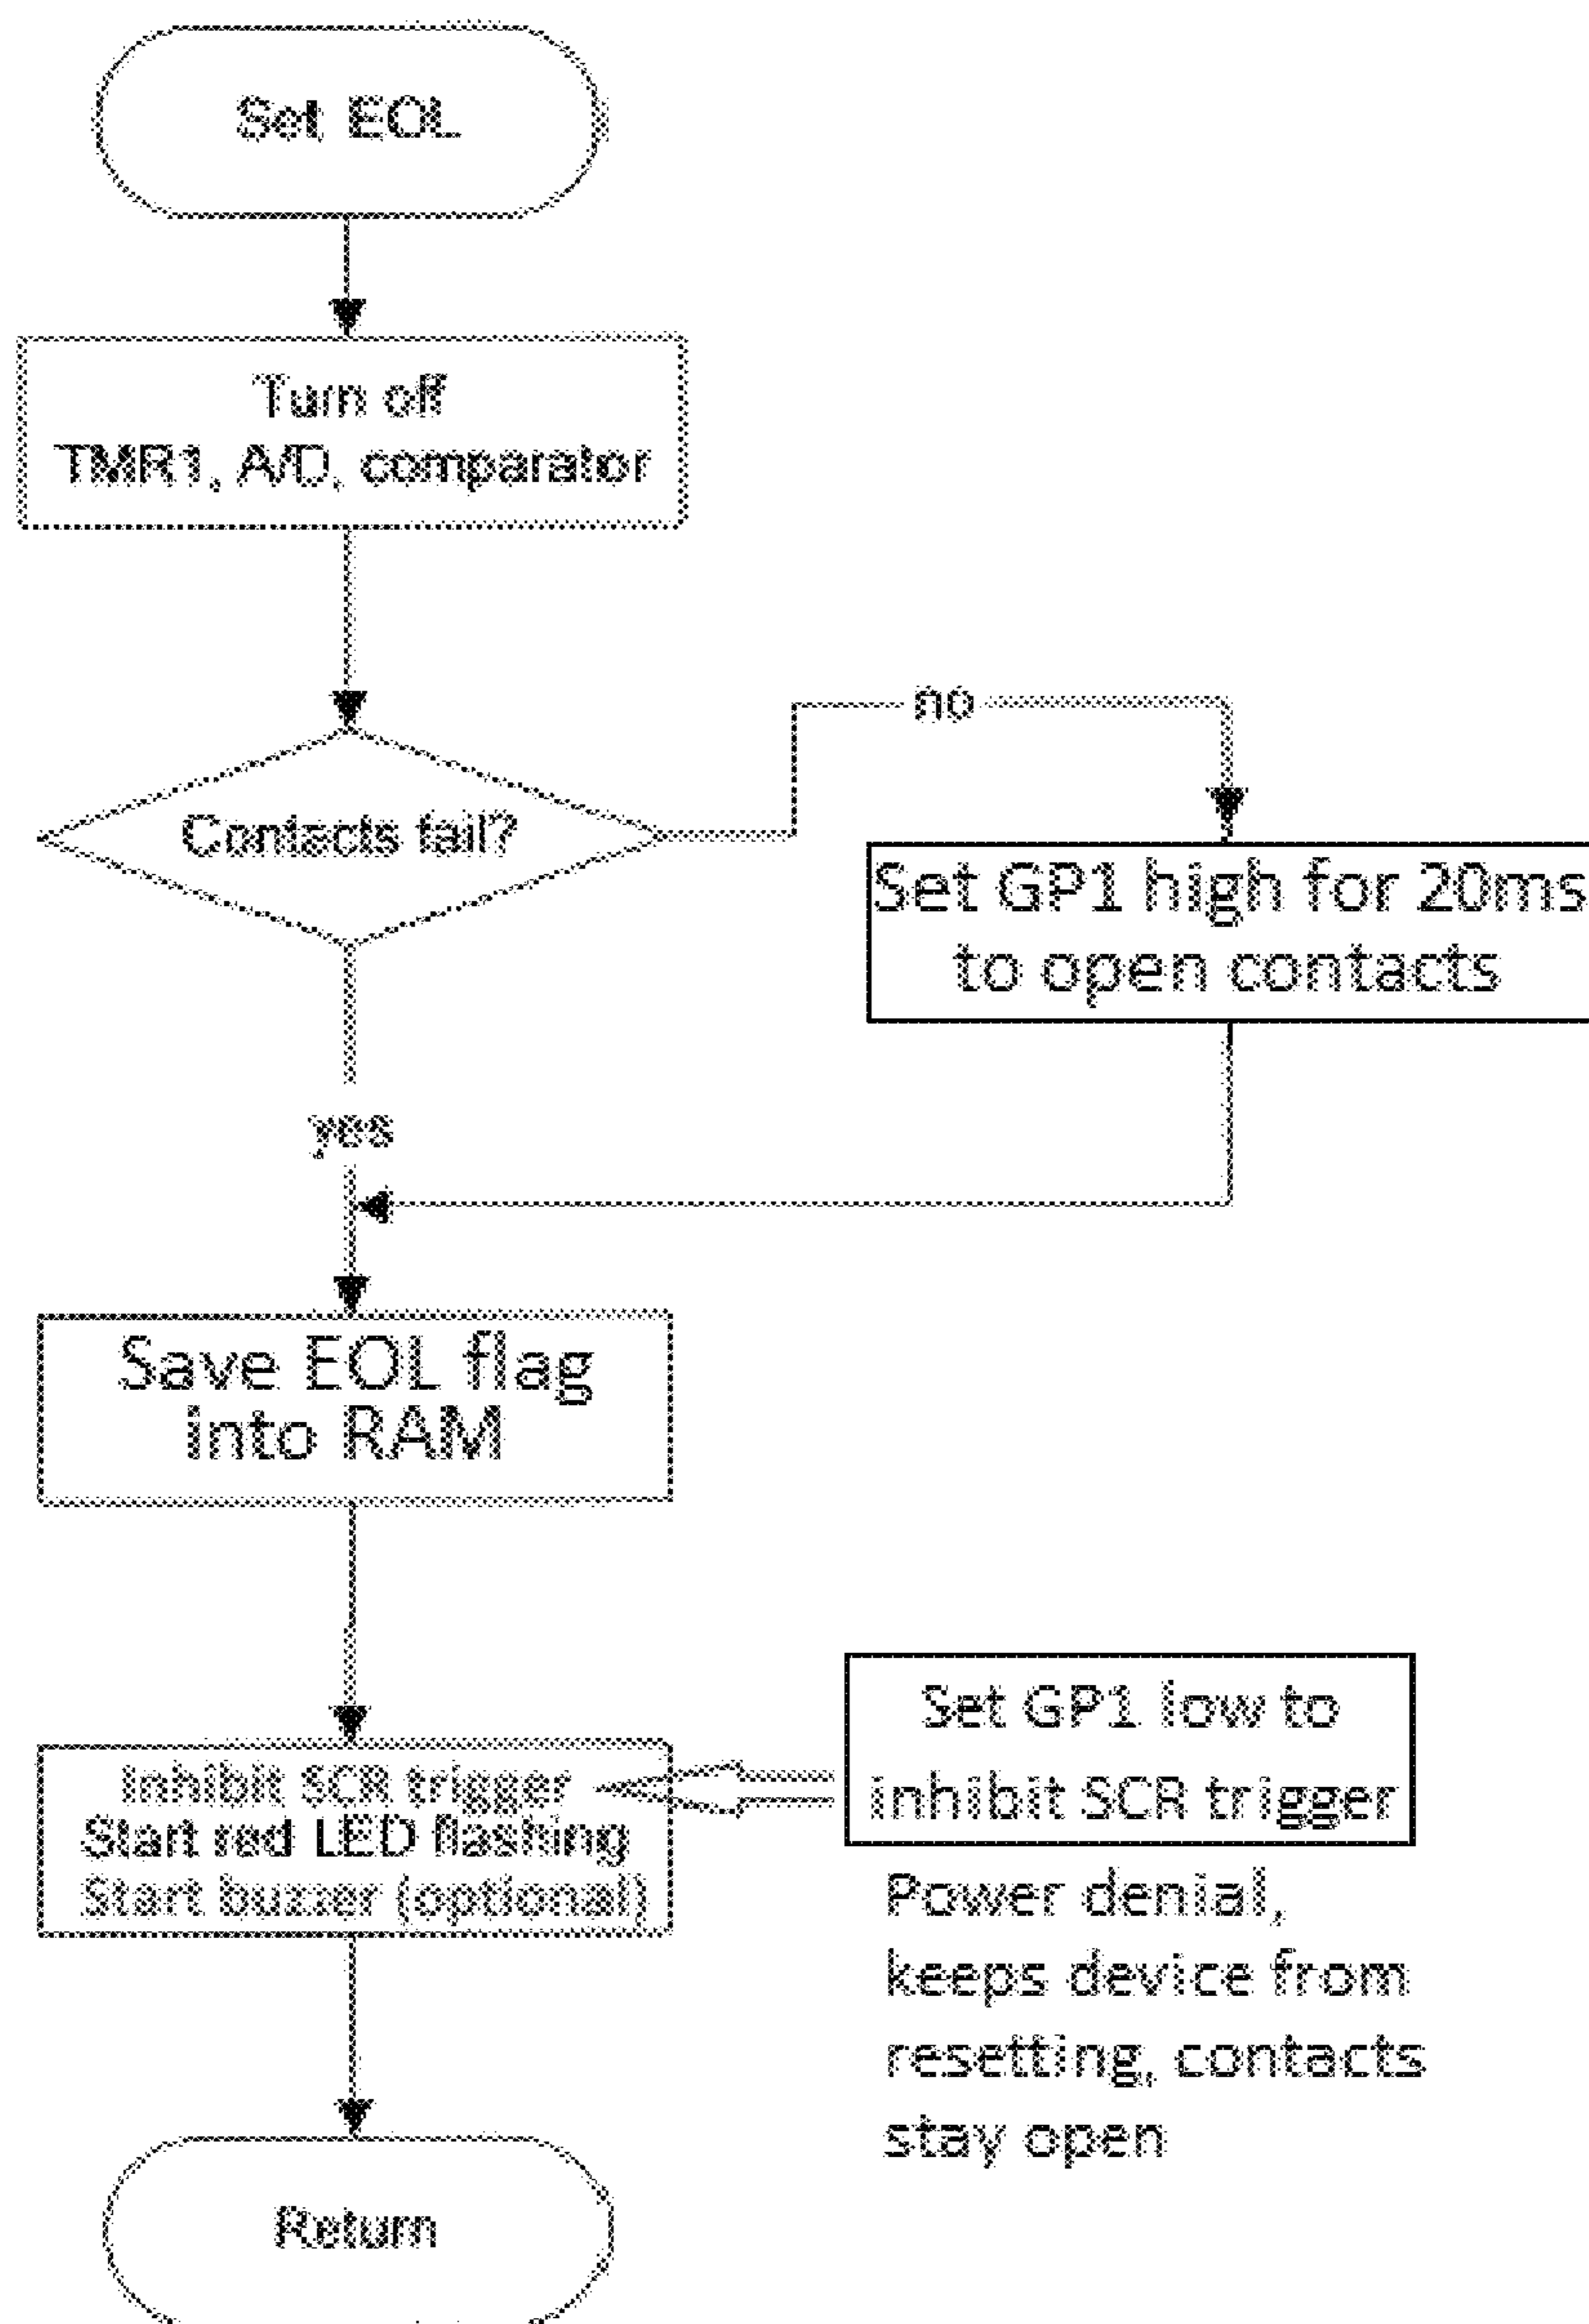 Set EOL
Turn off
TMR1, A/D, comparator
no
Contacts fail?
Set GP1 high for 20ms
to open contacts
yes
Save EOL flag
into RAM
Inhibit SCR trigger
Start red LED flashing
Start buzzer (optional)
Set GP1 low to
inhibit SCR trigger
Power denial,
keeps device from
resetting, contacts
stay open
Return